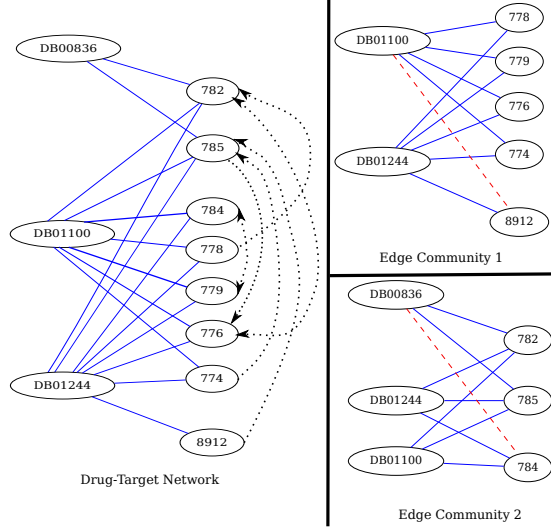 DB00836
782
785
784
DB01100
778
779
776
774
DB01244
8912
Drug-Target Network
778
DB01100
779
776
774
DB01244
8912
Edge Community 1
DB00836
782
DB01244
785
DB01100
784
Edge Community 2